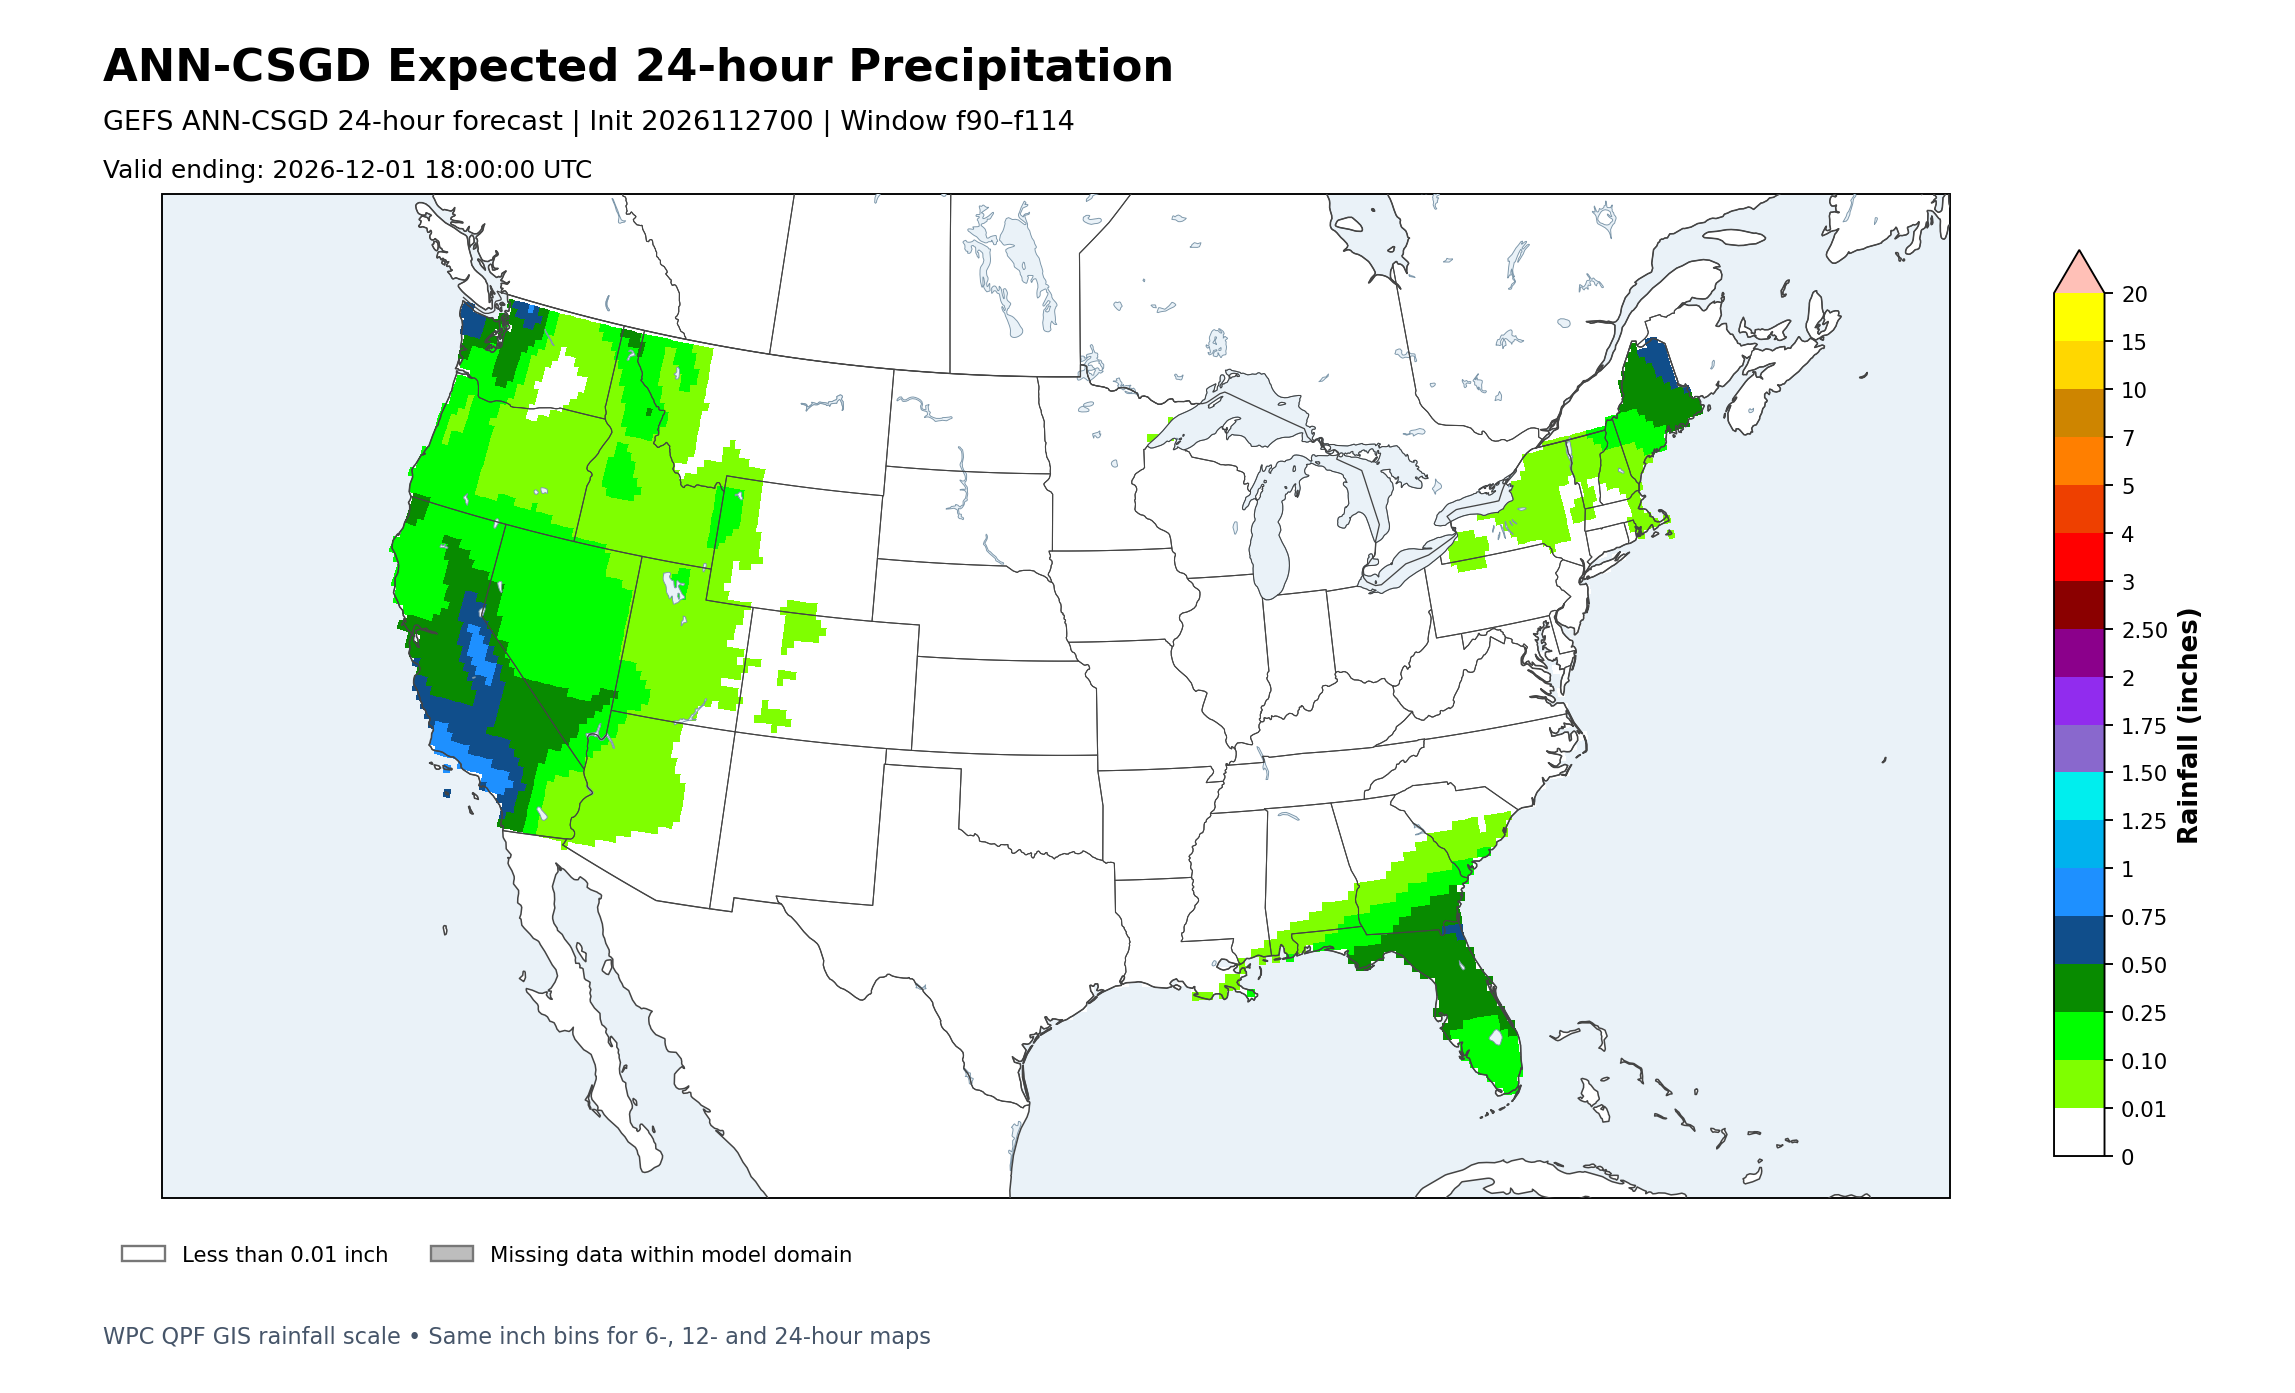 ANN-CSGD Expected 24-hour Precipitation
GEFS ANN-CSGD 24-hour forecast | Init 2026112700 | Window f90–f114
Valid ending: 2026-12-01 18:00:00 UTC
20
15
10
7
5
4
3
2.50
2
1.75
1.50
1.25
1
0.75
0.50
0.25
0.10
0.01
0
Rainfall (inches)
Less than 0.01 inch
Missing data within model domain
WPC QPF GIS rainfall scale • Same inch bins for 6-, 12- and 24-hour maps